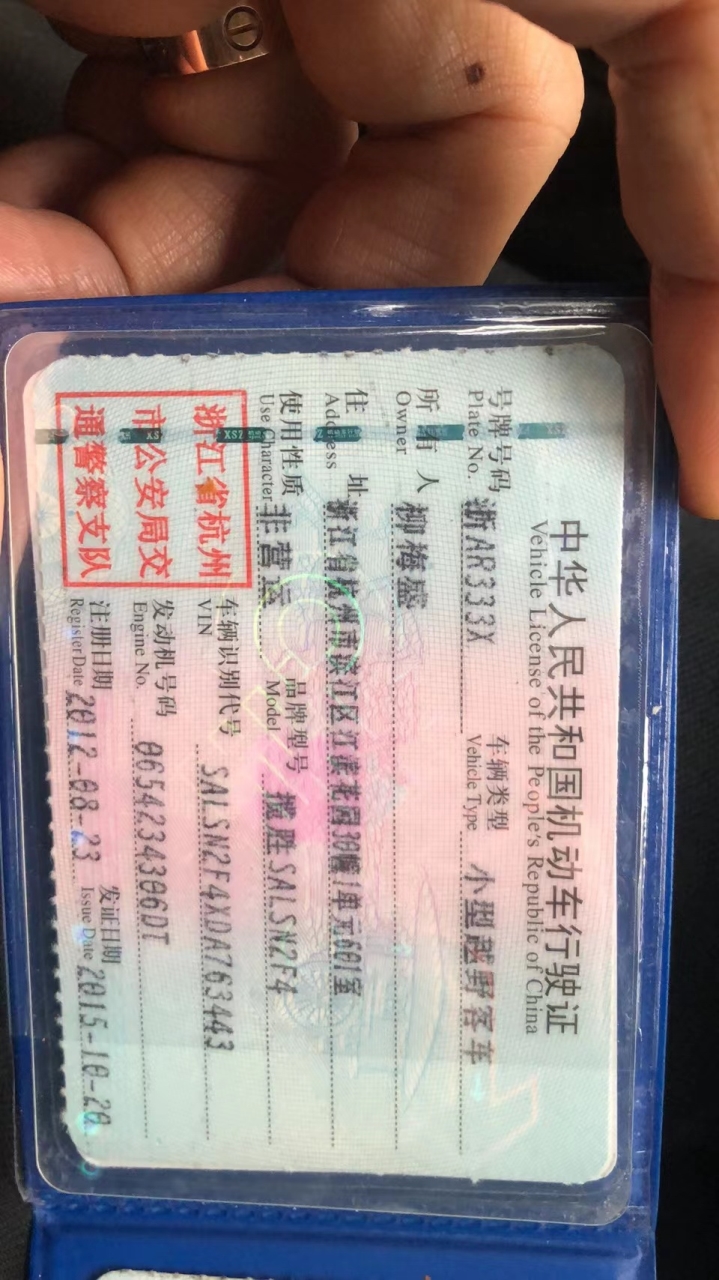 中华人民共和国机动车行驶证
Vehicle License of the People's Republic of China
号牌号码 浙AR333X 车辆类型 小型越野客车
Plate No. Vehicle Type
所有人 柳梅盛
Owner
住址 浙江省杭州市滨江区江滨花园30幢1单元601室
Address
使用性质 非营运 品牌型号 揽胜SALSN2F4
Use Character Model
浙江省杭州
市公安局交
通警察支队
车辆识别代号 SALSN2F4XDA763443
VIN
发动机号码 0654234306DT
Engine No.
注册日期 2012-08-23 发证日期 2015-10-20
Register Date Issue Date